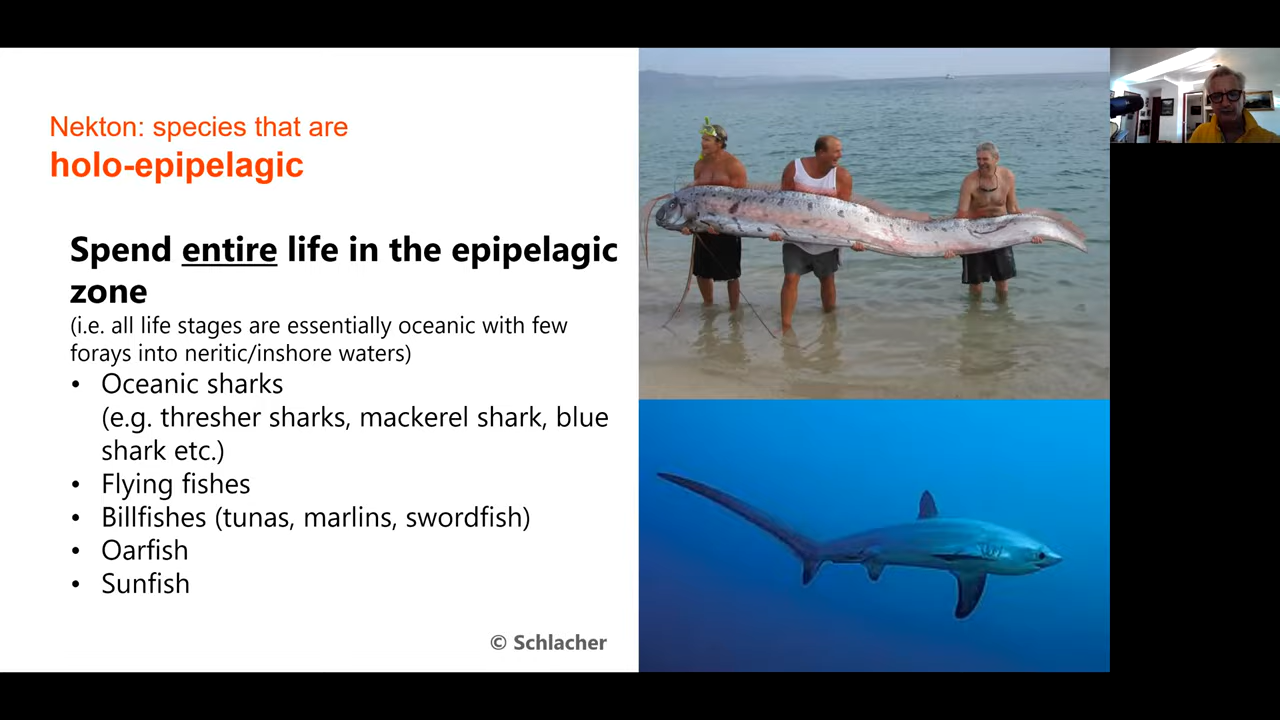 Nekton: species that are
holo-epipelagic
Spend entire life in the epipelagic
zone
(i.e. all life stages are essentially oceanic with few
forays into neritic/inshore waters)
• Oceanic sharks
(e.g. thresher sharks, mackerel shark, blue
shark etc.)
• Flying fishes
• Billfishes (tunas, marlins, swordfish)
• Oarfish
• Sunfish
© Schlacher